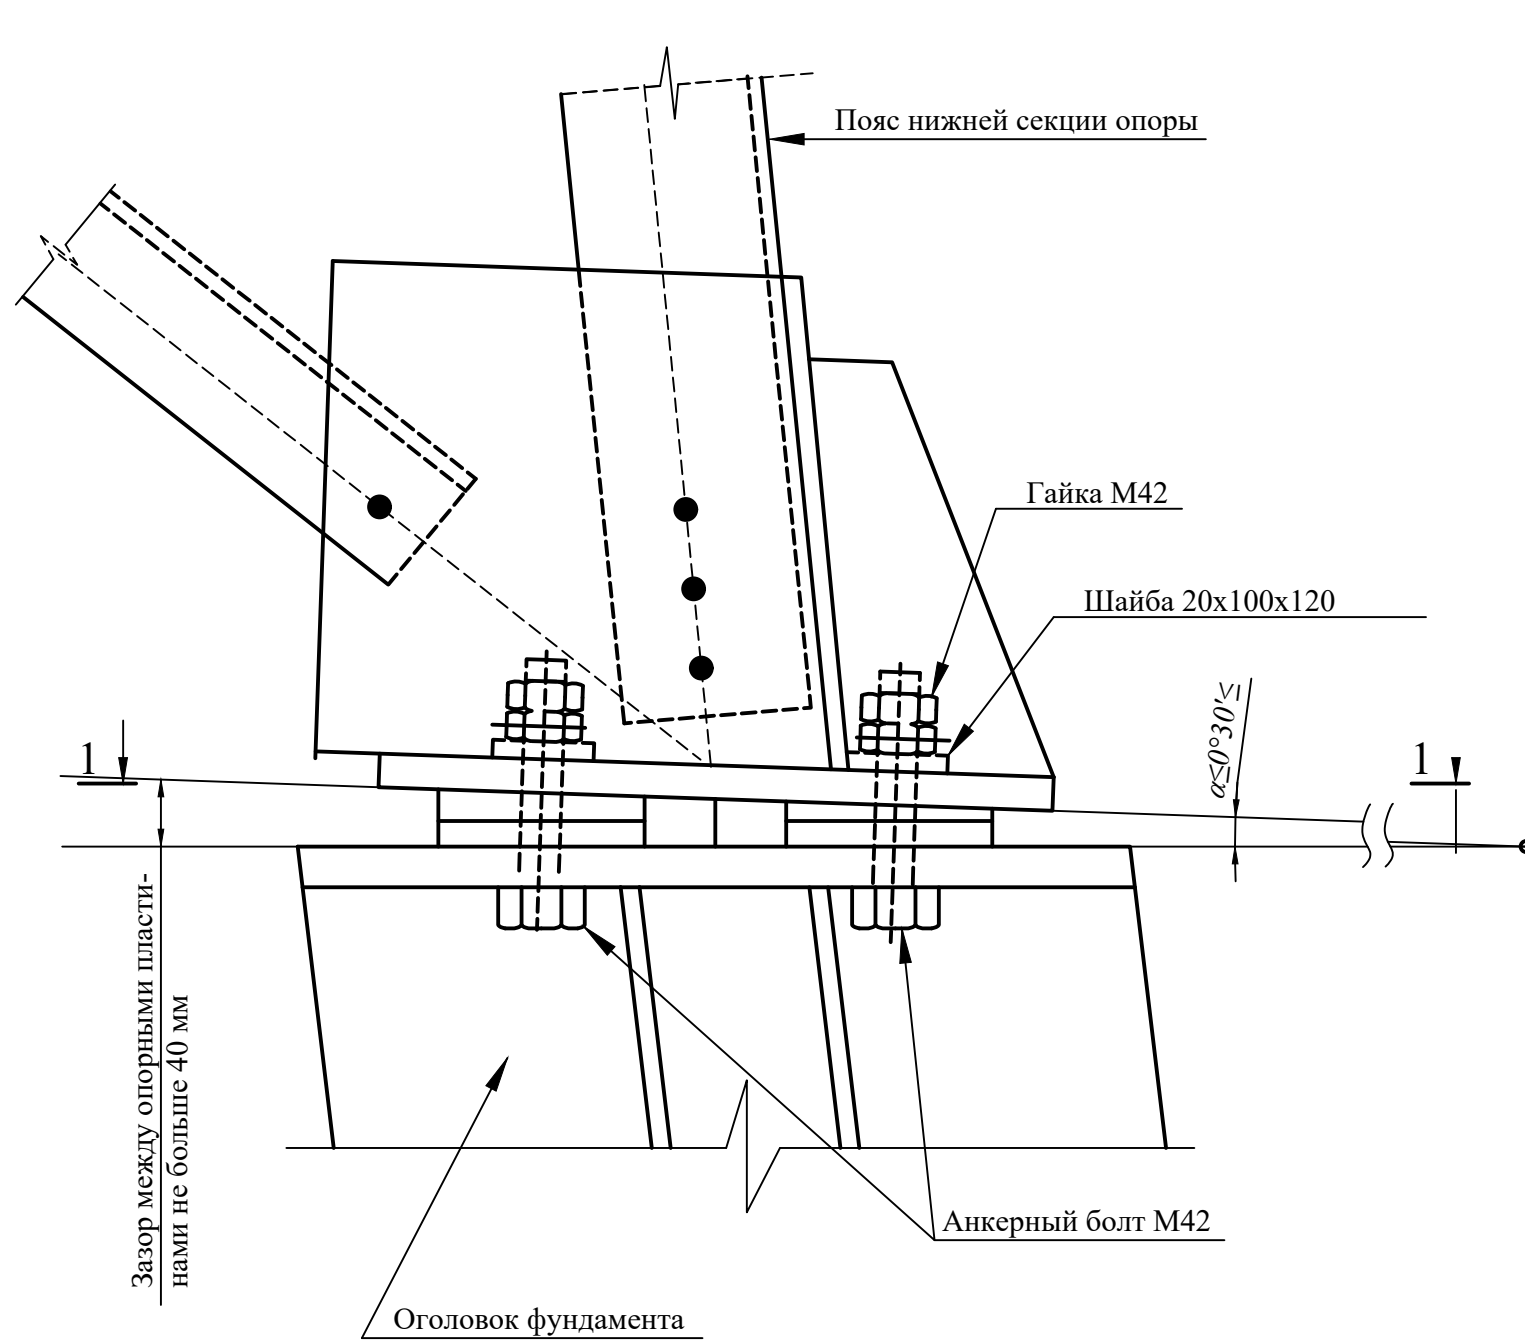 Пояс нижней секции опоры
Гайка М42
Шайба 20х100х120
α≤0°30'≤
1
1
Зазор между опорными пласти-
нами не больше 40 мм
Анкерный болт М42
Оголовок фундамента